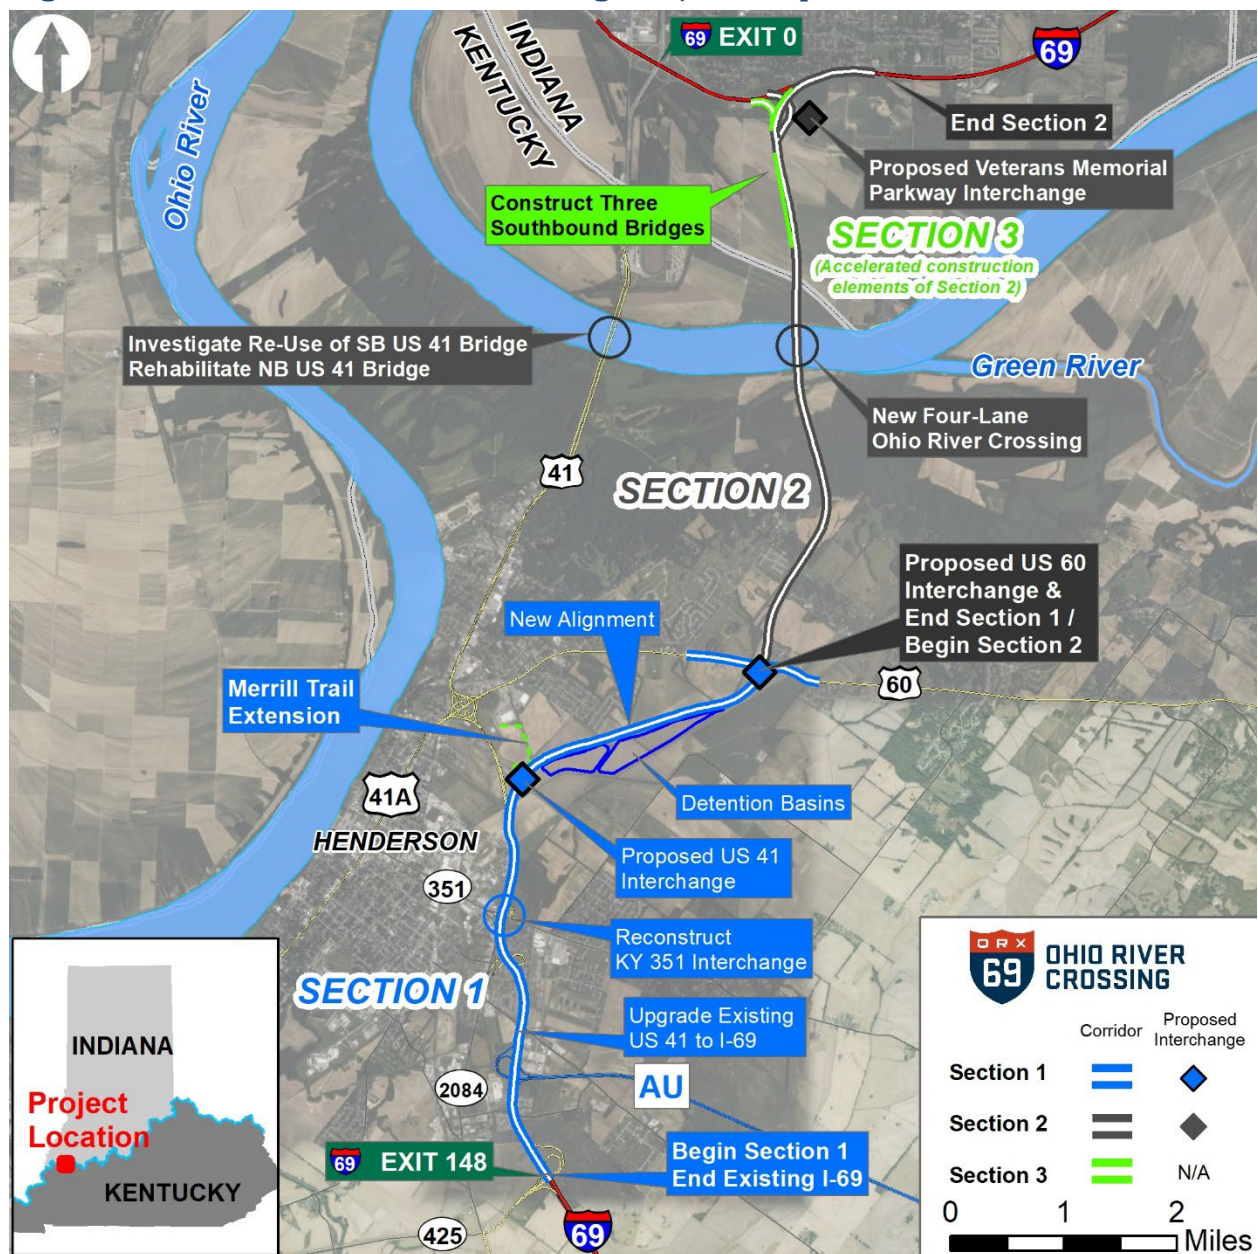 69 EXIT 0
69
INDIANA
KENTUCKY
Ohio River
End Section 2
Proposed Veterans Memorial
Parkway Interchange
Construct Three
Southbound Bridges
SECTION 3
(Accelerated construction
elements of Section 2)
Investigate Re-Use of SB US 41 Bridge
Rehabilitate NB US 41 Bridge
Green River
New Four-Lane
Ohio River Crossing
41
SECTION 2
Proposed US 60
Interchange &
End Section 1 /
Begin Section 2
New Alignment
60
Merrill Trail
Extension
41A
Detention Basins
HENDERSON
Proposed US 41
Interchange
351
Reconstruct
KY 351 Interchange
SECTION 1
Upgrade Existing
US 41 to I-69
2084
AU
69 EXIT 148
Begin Section 1
End Existing I-69
425
69
INDIANA
Project
Location
KENTUCKY
ORX
69
OHIO RIVER
CROSSING
Corridor
Proposed
Interchange
Section 1
Section 2
Section 3
N/A
0 1 2
Miles